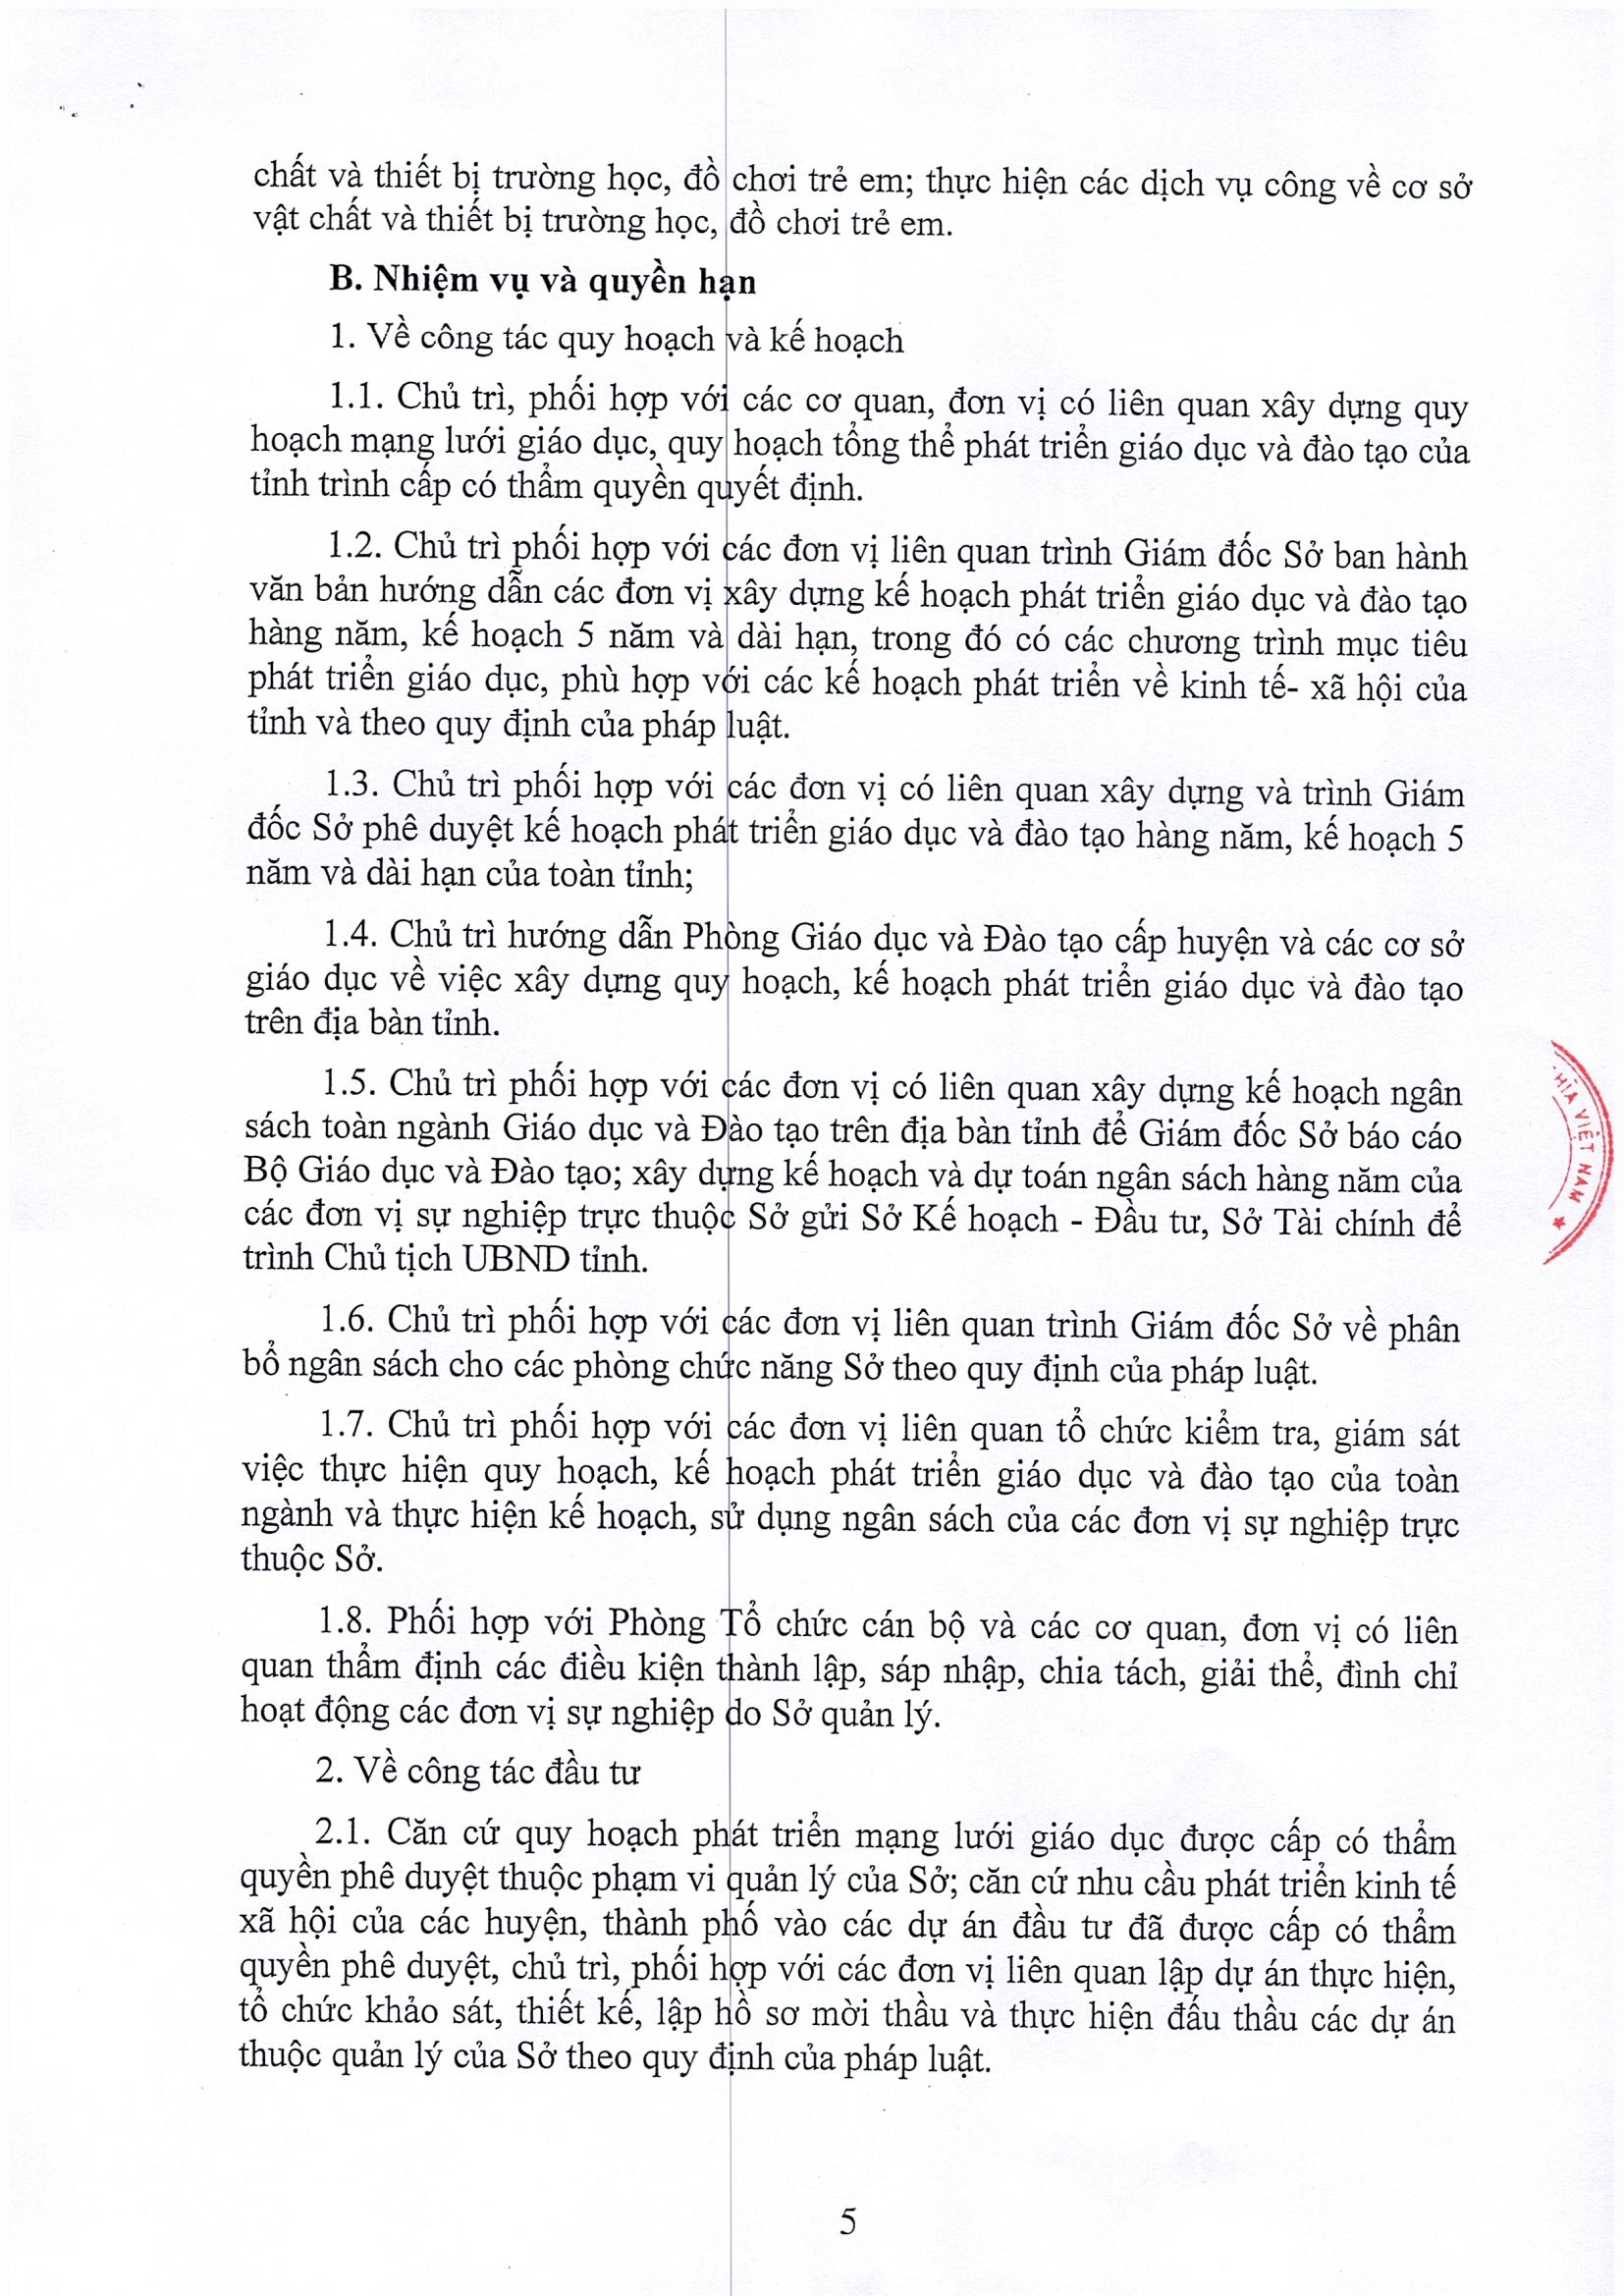 chất và thiết bị trường học, đồ chơi trẻ em; thực hiện các dịch vụ công về cơ sở
vật chất và thiết bị trường học, đồ chơi trẻ em.
B. Nhiệm vụ và quyền hạn
1. Về công tác quy hoạch và kế hoạch
1.1. Chủ trì, phối hợp với các cơ quan, đơn vị có liên quan xây dựng quy
hoạch mạng lưới giáo dục, quy hoạch tổng thể phát triển giáo dục và đào tạo của
tỉnh trình cấp có thẩm quyền quyết định.
1.2. Chủ trì phối hợp với các đơn vị liên quan trình Giám đốc Sở ban hành
văn bản hướng dẫn các đơn vị xây dựng kế hoạch phát triển giáo dục và đào tạo
hàng năm, kế hoạch 5 năm và dài hạn, trong đó có các chương trình mục tiêu
phát triển giáo dục, phù hợp với các kế hoạch phát triển về kinh tế- xã hội của
tỉnh và theo quy định của pháp luật.
1.3. Chủ trì phối hợp với các đơn vị có liên quan xây dựng và trình Giám
đốc Sở phê duyệt kế hoạch phát triển giáo dục và đào tạo hàng năm, kế hoạch 5
năm và dài hạn của toàn tỉnh;
1.4. Chủ trì hướng dẫn Phòng Giáo dục và Đào tạo cấp huyện và các cơ sở
giáo dục về việc xây dựng quy hoạch, kế hoạch phát triển giáo dục và đào tạo
trên địa bàn tỉnh.
1.5. Chủ trì phối hợp với các đơn vị có liên quan xây dựng kế hoạch ngân
sách toàn ngành Giáo dục và Đào tạo trên địa bàn tỉnh để Giám đốc Sở báo cáo
Bộ Giáo dục và Đào tạo; xây dựng kế hoạch và dự toán ngân sách hàng năm của
các đơn vị sự nghiệp trực thuộc Sở gửi Sở Kế hoạch - Đầu tư, Sở Tài chính để
trình Chủ tịch UBND tỉnh.
1.6. Chủ trì phối hợp với các đơn vị liên quan trình Giám đốc Sở về phân
bổ ngân sách cho các phòng chức năng Sở theo quy định của pháp luật.
1.7. Chủ trì phối hợp với các đơn vị liên quan tổ chức kiểm tra, giám sát
việc thực hiện quy hoạch, kế hoạch phát triển giáo dục và đào tạo của toàn
ngành và thực hiện kế hoạch, sử dụng ngân sách của các đơn vị sự nghiệp trực
thuộc Sở.
1.8. Phối hợp với Phòng Tổ chức cán bộ và các cơ quan, đơn vị có liên
quan thẩm định các điều kiện thành lập, sáp nhập, chia tách, giải thể, đình chỉ
hoạt động các đơn vị sự nghiệp do Sở quản lý.
2. Về công tác đầu tư
2.1. Căn cứ quy hoạch phát triển mạng lưới giáo dục được cấp có thẩm
quyền phê duyệt thuộc phạm vi quản lý của Sở; căn cứ nhu cầu phát triển kinh tế
xã hội của các huyện, thành phố vào các dự án đầu tư đã được cấp có thẩm
quyền phê duyệt, chủ trì, phối hợp với các đơn vị liên quan lập dự án thực hiện,
tổ chức khảo sát, thiết kế, lập hồ sơ mời thầu và thực hiện đấu thầu các dự án
thuộc quản lý của Sở theo quy định của pháp luật.
VIỆT NAM
5